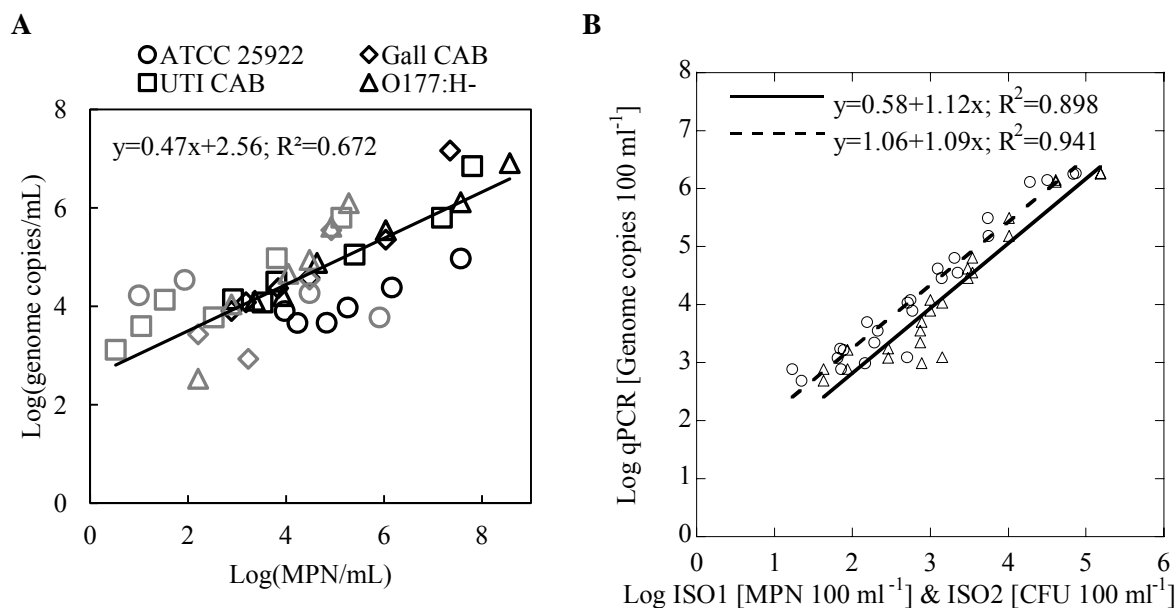 A
○ATCC 25922 ◇Gall CAB
□UTI CAB △O177:H-
y=0.47x+2.56; R²=0.672
8
6
4
2
0
Log(genome copies/mL)
0 2 4 6 8
Log(MPN/mL)
B
y=0.58+1.12x; R²=0.898
y=1.06+1.09x; R²=0.941
8
7
6
5
4
3
2
1
0
Log qPCR [Genome copies 100 ml⁻¹]
0 1 2 3 4 5 6
Log ISO1 [MPN 100 ml⁻¹] & ISO2 [CFU 100 ml⁻¹]